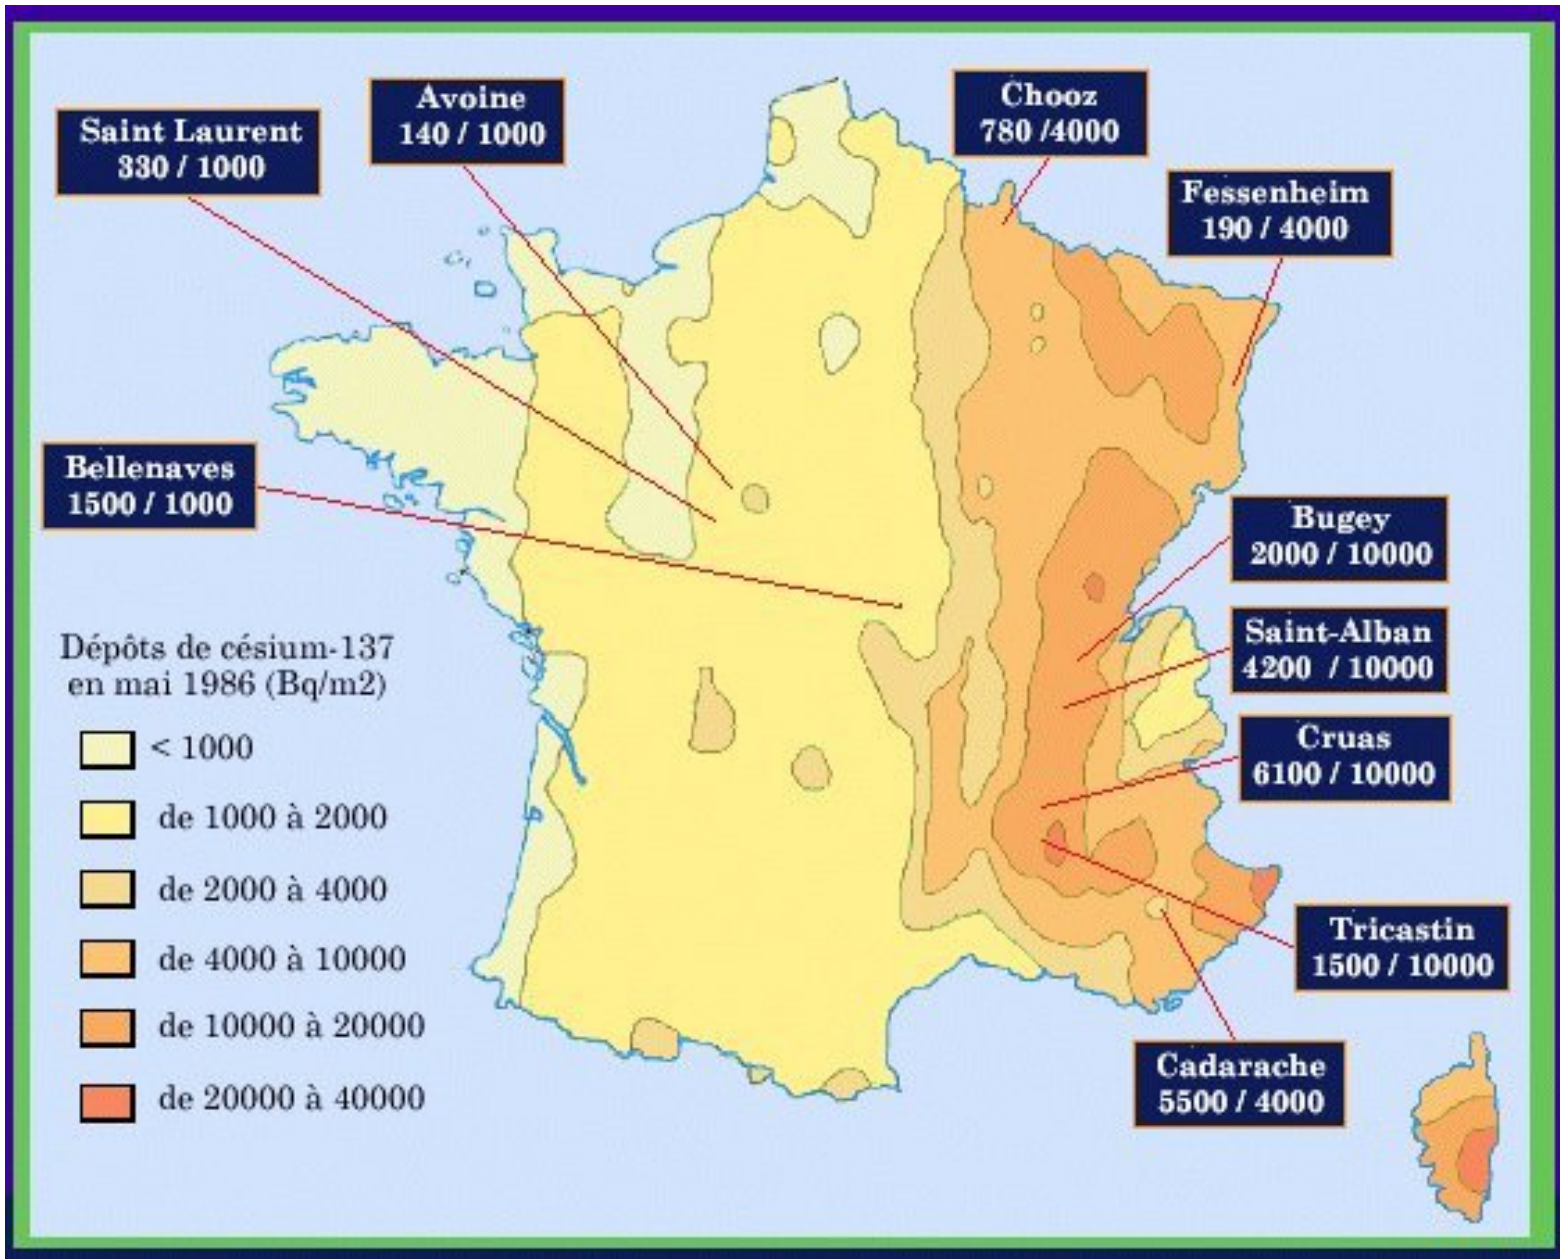 Saint Laurent
330 / 1000
Avoine
140 / 1000
Chooz
780 /4000
Fessenheim
190 / 4000
Bellenaves
1500 / 1000
Bugey
2000 / 10000
Saint-Alban
4200 / 10000
Cruas
6100 / 10000
Tricastin
1500 / 10000
Cadarache
5500 / 4000
Dépôts de césium-137
en mai 1986 (Bq/m2)
< 1000
de 1000 à 2000
de 2000 à 4000
de 4000 à 10000
de 10000 à 20000
de 20000 à 40000